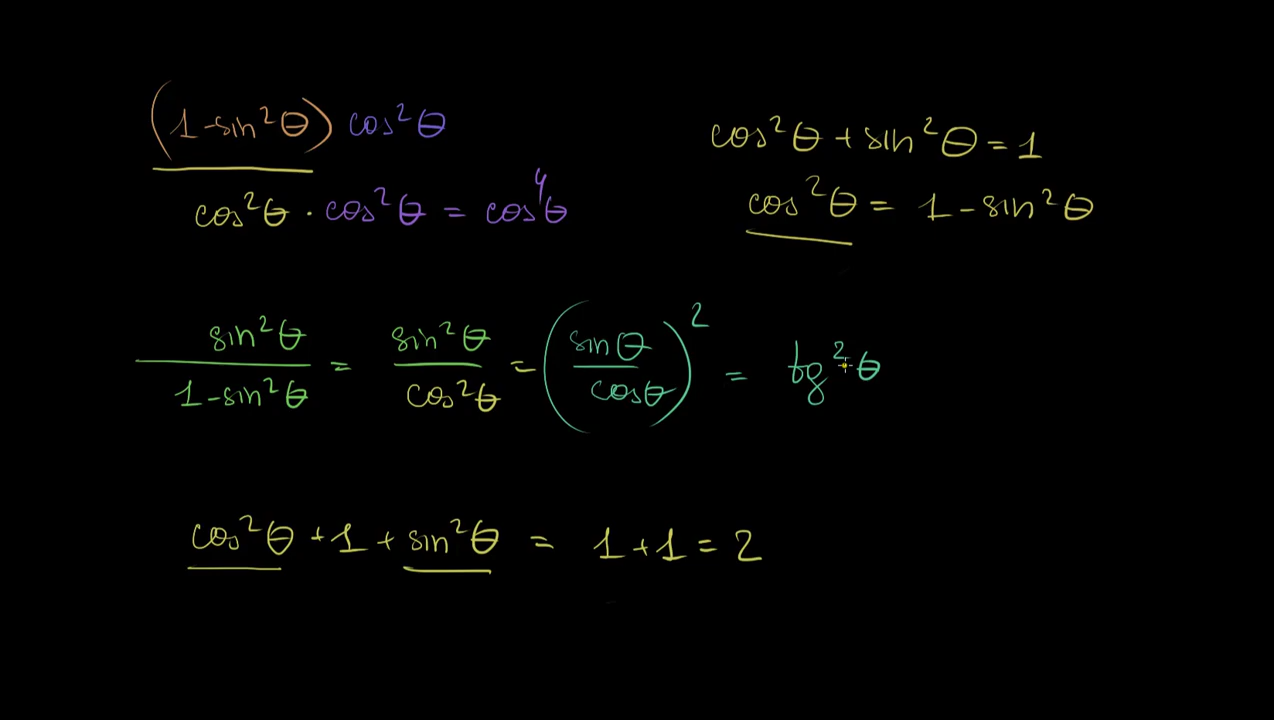 (1-sin²θ) cos²θ
cos²θ · cos²θ = cos⁴θ
cos²θ + sin²θ = 1
cos²θ = 1 - sin²θ
sin²θ / 1-sin²θ = sin²θ / cos²θ = (sinθ / cosθ)² = tg²θ
cos²θ + 1 + sin²θ = 1 + 1 = 2